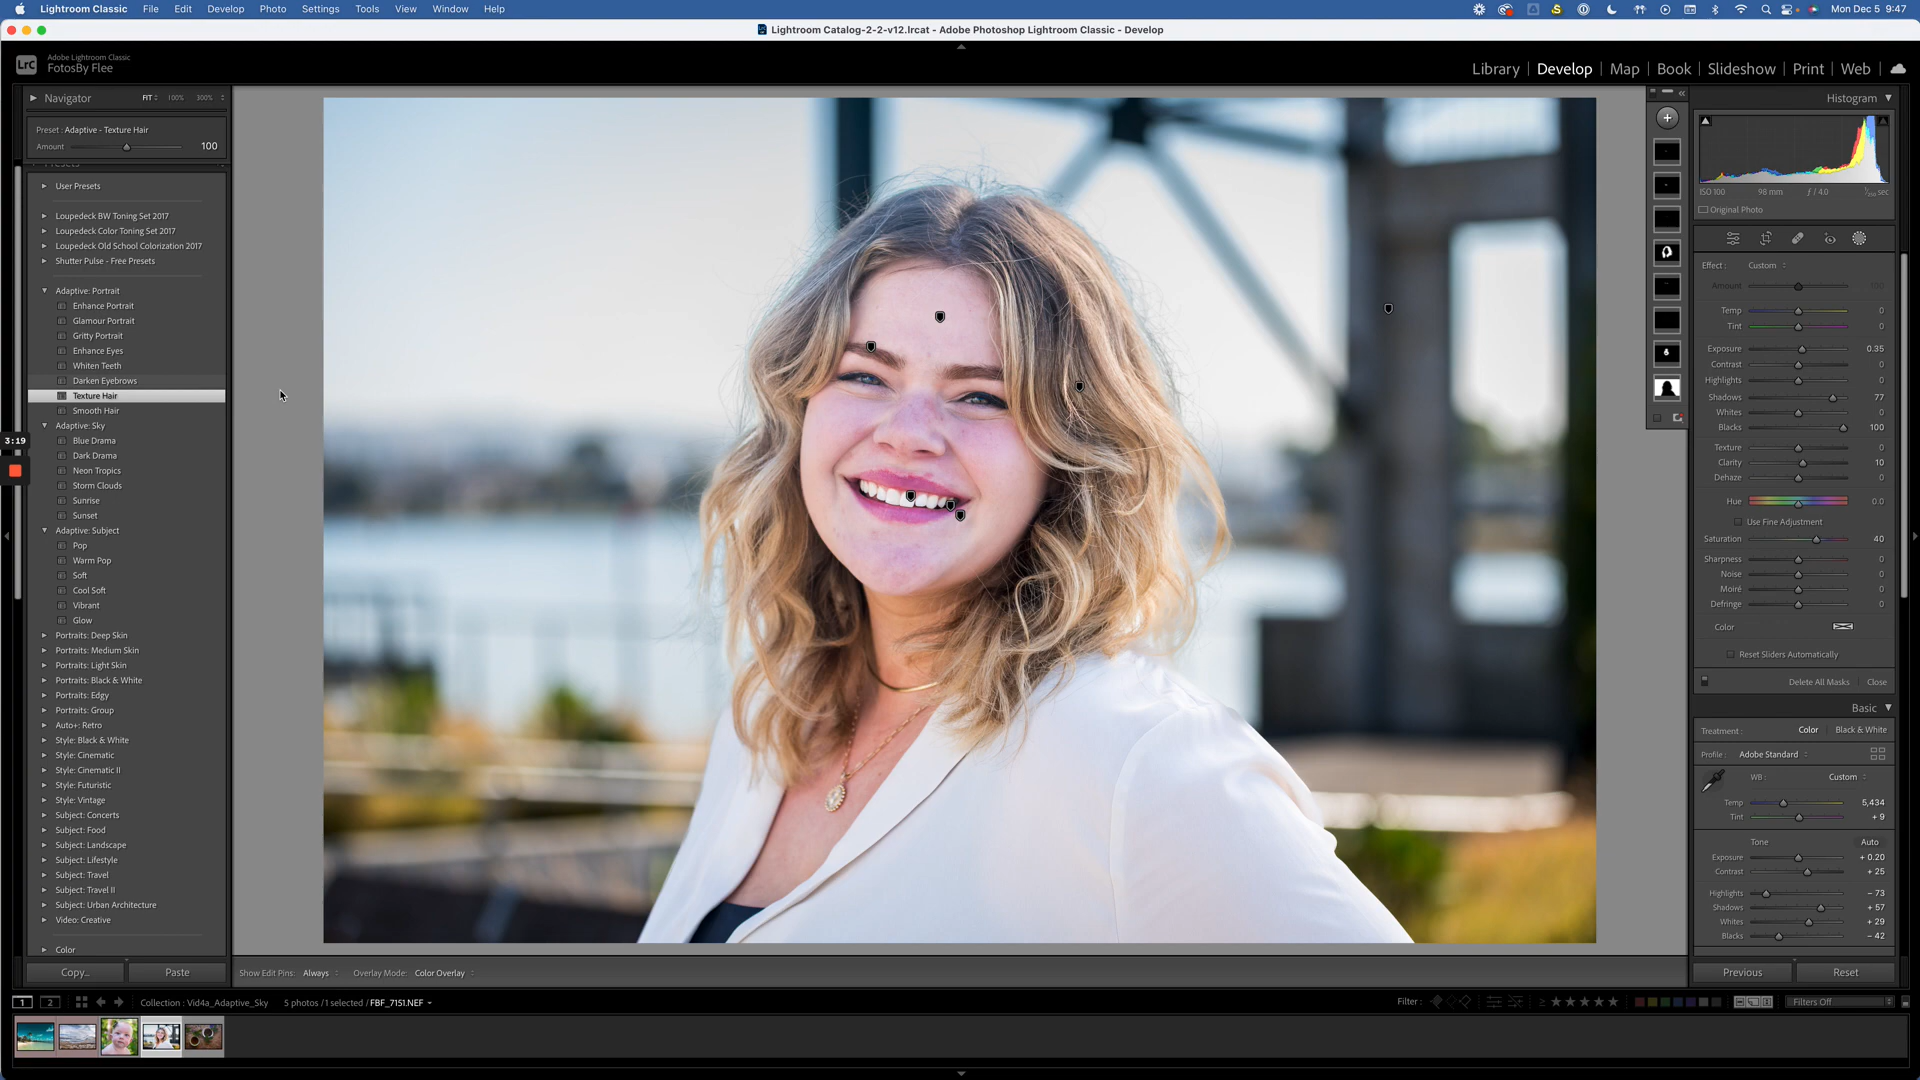 Lightroom Classic File Edit Develop Photo Settings Tools View Window Help
Mon Dec 5 9:47
Lightroom Catalog-2-2-v12.lrcat - Adobe Photoshop Lightroom Classic - Develop
LrC
Adobe Lightroom Classic
FotosBy Flee
Library | Develop | Map | Book | Slideshow | Print | Web
Navigator FIT 100% 300%
Preset : Adaptive - Texture Hair
Amount 100
User Presets
Loupedeck BW Toning Set 2017
Loupedeck Color Toning Set 2017
Loupedeck Old School Colorization 2017
Shutter Pulse - Free Presets
Adaptive: Portrait
Enhance Portrait
Glamour Portrait
Gritty Portrait
Enhance Eyes
Whiten Teeth
Darken Eyebrows
Texture Hair
Smooth Hair
Adaptive: Sky
Blue Drama
Dark Drama
Neon Tropics
Storm Clouds
Sunrise
Sunset
Adaptive: Subject
Pop
Warm Pop
Soft
Cool Soft
Vibrant
Glow
Portraits: Deep Skin
Portraits: Medium Skin
Portraits: Light Skin
Portraits: Black & White
Portraits: Edgy
Portraits: Group
Auto+: Retro
Style: Black & White
Style: Cinematic
Style: Cinematic II
Style: Futuristic
Style: Vintage
Subject: Concerts
Subject: Food
Subject: Landscape
Subject: Lifestyle
Subject: Travel
Subject: Travel II
Subject: Urban Architecture
Video: Creative
Color
3:19
Copy... Paste
Show Edit Pins: Always Overlay Mode: Color Overlay
Histogram
ISO 100 98 mm ƒ / 4.0 sec
Original Photo
Effect : Custom
Amount 100
Temp 0
Tint 0
Exposure 0.35
Contrast 0
Highlights 0
Shadows 77
Whites 0
Blacks 100
Texture 0
Clarity 10
Dehaze 0
Hue 0.0
Use Fine Adjustment
Saturation 40
Sharpness 0
Noise 0
Moiré 0
Defringe 0
Color
Reset Sliders Automatically
Delete All Masks Close
Basic
Treatment : Color Black & White
Profile : Adobe Standard
WB : Custom
Temp 5,434
Tint + 9
Tone Auto
Exposure + 0.20
Contrast + 25
Highlights − 73
Shadows + 57
Whites + 29
Blacks − 42
Previous Reset
1 2 Collection : Vid4a_Adaptive_Sky 5 photos / 1 selected / FBF_7151.NEF
Filter : ≥ ★★★★★ Filters Off